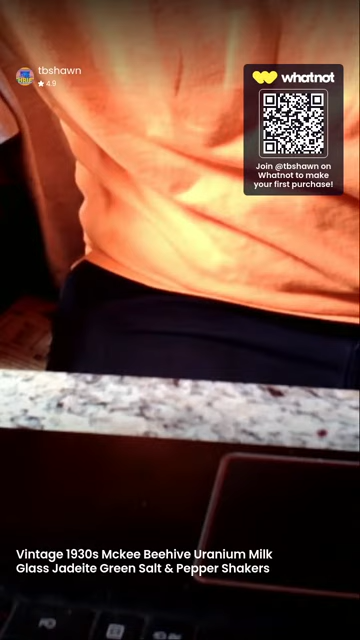 tbshawn
★ 4.9
whatnot
Join @tbshawn on
Whatnot to make
your first purchase!
Vintage 1930s Mckee Beehive Uranium Milk
Glass Jadeite Green Salt & Pepper Shakers